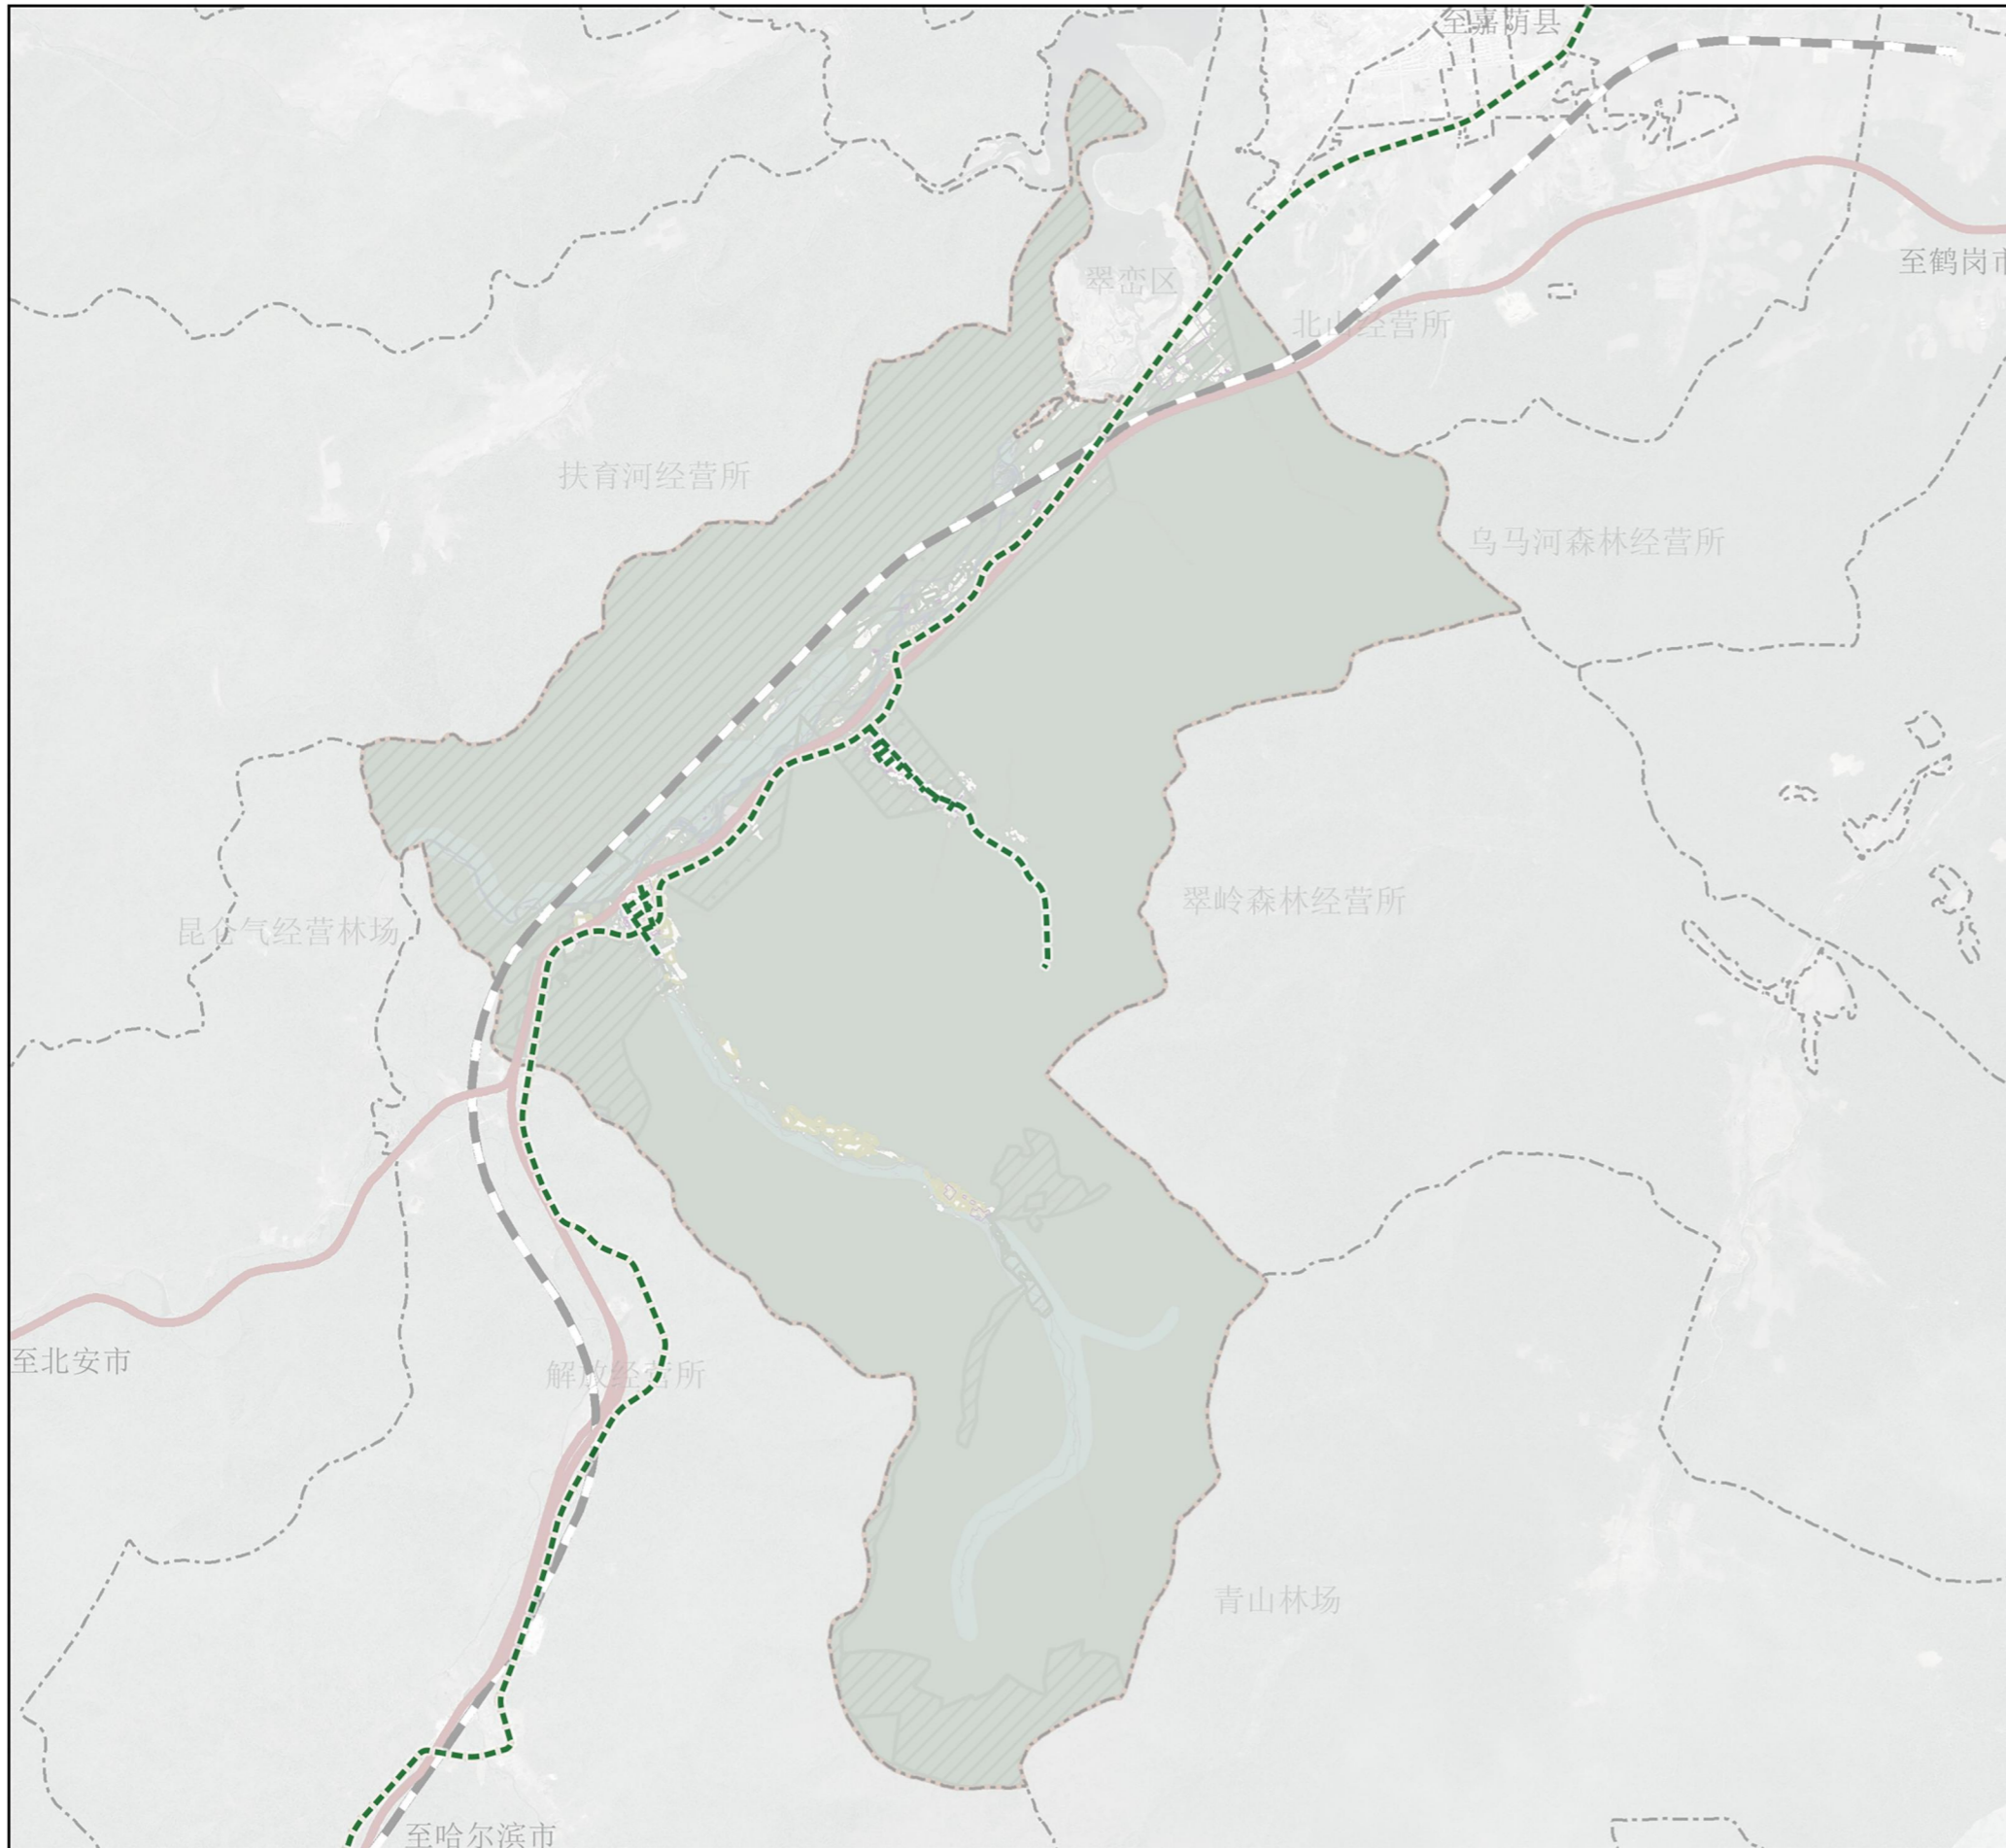 至嘉荫县
至鹤岗市
翠峦区
北山经营所
扶育河经营所
乌马河森林经营所
翠岭森林经营所
昆仑气经营林场
至北安市
解放经营所
青山林场
至哈尔滨市